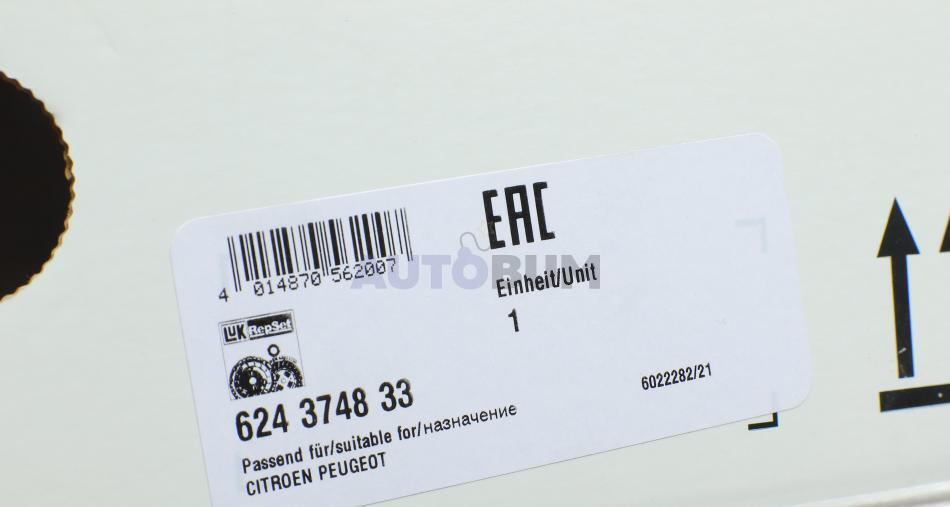 EAC
4 014870 562007
AUTORUM
Einheit/Unit
1
LUK RepSet
624 3748 33
6022282/21
Passend für/suitable for/назначение
CITROEN PEUGEOT